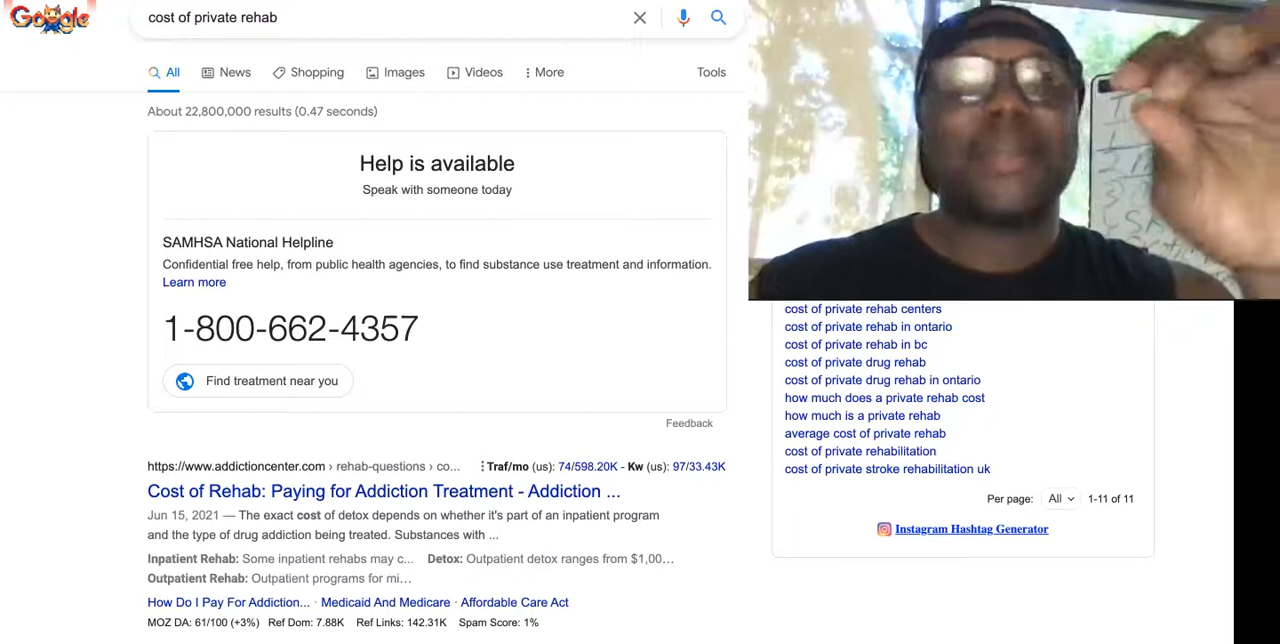 Google
cost of private rehab
All News Shopping Images Videos More Tools
About 22,800,000 results (0.47 seconds)
Help is available
Speak with someone today
SAMHSA National Helpline
Confidential free help, from public health agencies, to find substance use treatment and information.
Learn more
1-800-662-4357
Find treatment near you
Feedback
https://www.addictioncenter.com › rehab-questions › co...
Traf/mo (us): 74/598.20K - Kw (us): 97/33.43K
Cost of Rehab: Paying for Addiction Treatment - Addiction ...
Jun 15, 2021 — The exact cost of detox depends on whether it's part of an inpatient program
and the type of drug addiction being treated. Substances with ...
Inpatient Rehab: Some inpatient rehabs may c... Detox: Outpatient detox ranges from $1,00...
Outpatient Rehab: Outpatient programs for mi...
How Do I Pay For Addiction... · Medicaid And Medicare · Affordable Care Act
MOZ DA: 61/100 (+3%) Ref Dom: 7.88K Ref Links: 142.31K Spam Score: 1%
cost of private rehab centers
cost of private rehab in ontario
cost of private rehab in bc
cost of private drug rehab
cost of private drug rehab in ontario
how much does a private rehab cost
how much is a private rehab
average cost of private rehab
cost of private rehabilitation
cost of private stroke rehabilitation uk
Per page: All 1-11 of 11
Instagram Hashtag Generator